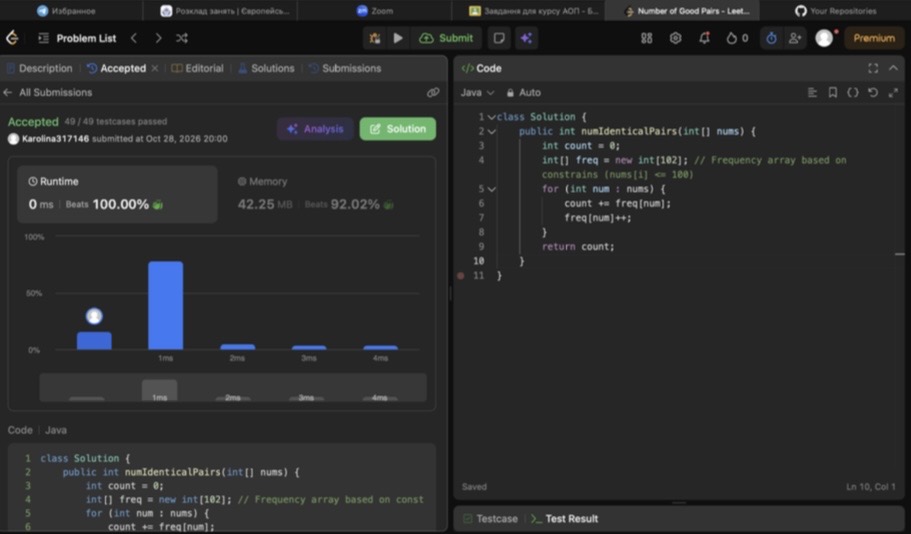 Избранное
Розклад занять | Європейсь...
Zoom
Завдання для курсу АОП - Б...
Number of Good Pairs - Leet...
Your Repositories
Problem List
Submit
0
Premium
Description
Accepted
Editorial
Solutions
Submissions
All Submissions
Accepted 49 / 49 testcases passed
Karolina317146 submitted at Oct 28, 2026 20:00
Analysis
Solution
Runtime
0 ms | Beats 100.00%
Memory
42.25 MB | Beats 92.02%
100%
50%
0%
1ms 2ms 3ms 4ms
1ms 2ms 3ms 4ms
Code | Java
1 class Solution {
2 public int numIdenticalPairs(int[] nums) {
3 int count = 0;
4 int[] freq = new int[102]; // Frequency array based on const
5 for (int num : nums) {
6 count += freq[num];
</> Code
Java Auto
1 class Solution {
2 public int numIdenticalPairs(int[] nums) {
3 int count = 0;
4 int[] freq = new int[102]; // Frequency array based on
constrains (nums[i] <= 100)
5 for (int num : nums) {
6 count += freq[num];
7 freq[num]++;
8 }
9 return count;
10 }
11 }
Saved
Ln 10, Col 1
Testcase
Test Result